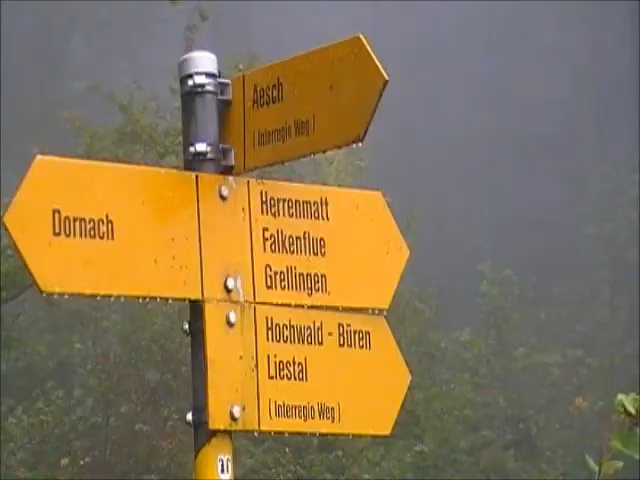 Aesch
( Interregio Weg )
Dornach
Herrenmatt
Falkenflue
Grellingen
Hochwald - Büren
Liestal
( Interregio Weg )